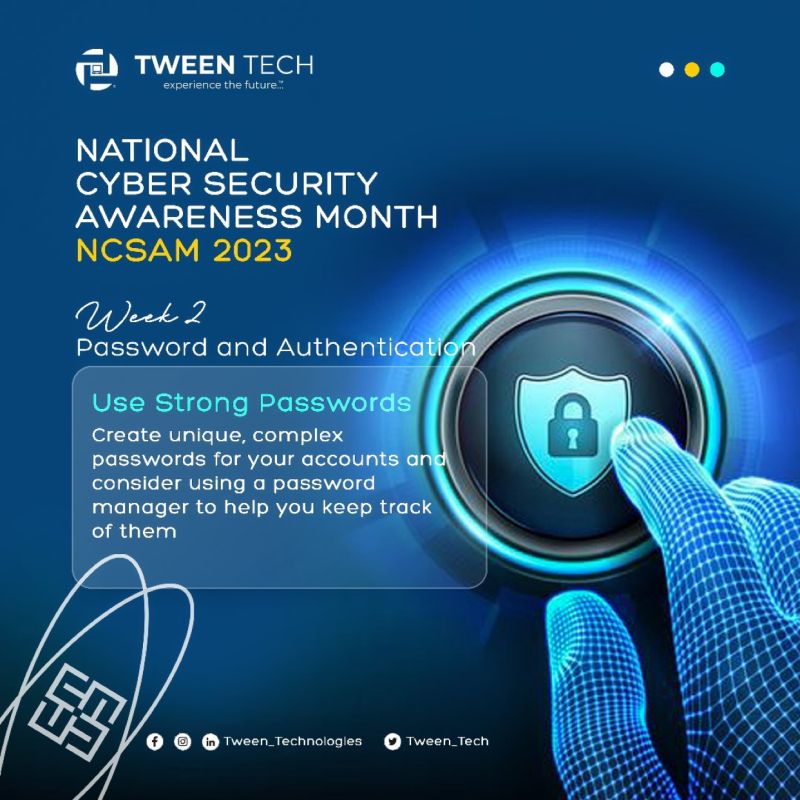 TWEEN TECH
experience the future...™
NATIONAL
CYBER SECURITY
AWARENESS MONTH
NCSAM 2023
Week 2
Password and Authentication
Use Strong Passwords
Create unique, complex
passwords for your accounts and
consider using a password
manager to help you keep track
of them
Tween_Technologies
Tween_Tech